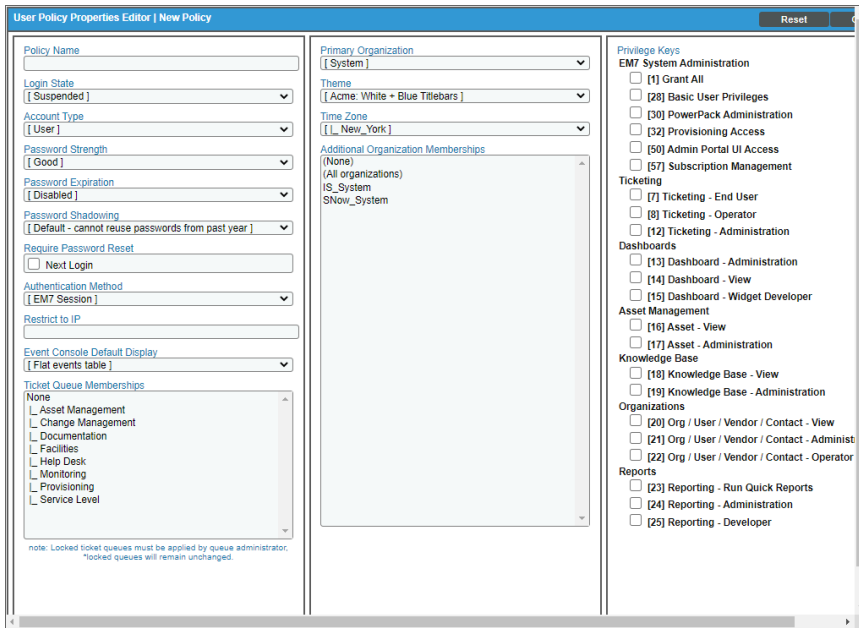 User Policy Properties Editor | New Policy
Reset
Policy Name
Login State
[ Suspended ]
Account Type
[ User ]
Password Strength
[ Good ]
Password Expiration
[ Disabled ]
Password Shadowing
[ Default - cannot reuse passwords from past year ]
Require Password Reset
Next Login
Authentication Method
[ EM7 Session ]
Restrict to IP
Event Console Default Display
[ Flat events table ]
Ticket Queue Memberships
None
|_ Asset Management
|_ Change Management
|_ Documentation
|_ Facilities
|_ Help Desk
|_ Monitoring
|_ Provisioning
|_ Service Level
note: Locked ticket queues must be applied by queue administrator,
*locked queues will remain unchanged.
Primary Organization
[ System ]
Theme
[ Acme: White + Blue Titlebars ]
Time Zone
[ |_ New_York ]
Additional Organization Memberships
(None)
(All organizations)
IS_System
SNow_System
Privilege Keys
EM7 System Administration
[1] Grant All
[28] Basic User Privileges
[30] PowerPack Administration
[32] Provisioning Access
[50] Admin Portal UI Access
[57] Subscription Management
Ticketing
[7] Ticketing - End User
[8] Ticketing - Operator
[12] Ticketing - Administration
Dashboards
[13] Dashboard - Administration
[14] Dashboard - View
[15] Dashboard - Widget Developer
Asset Management
[16] Asset - View
[17] Asset - Administration
Knowledge Base
[18] Knowledge Base - View
[19] Knowledge Base - Administration
Organizations
[20] Org / User / Vendor / Contact - View
[21] Org / User / Vendor / Contact - Administ
[22] Org / User / Vendor / Contact - Operator
Reports
[23] Reporting - Run Quick Reports
[24] Reporting - Administration
[25] Reporting - Developer